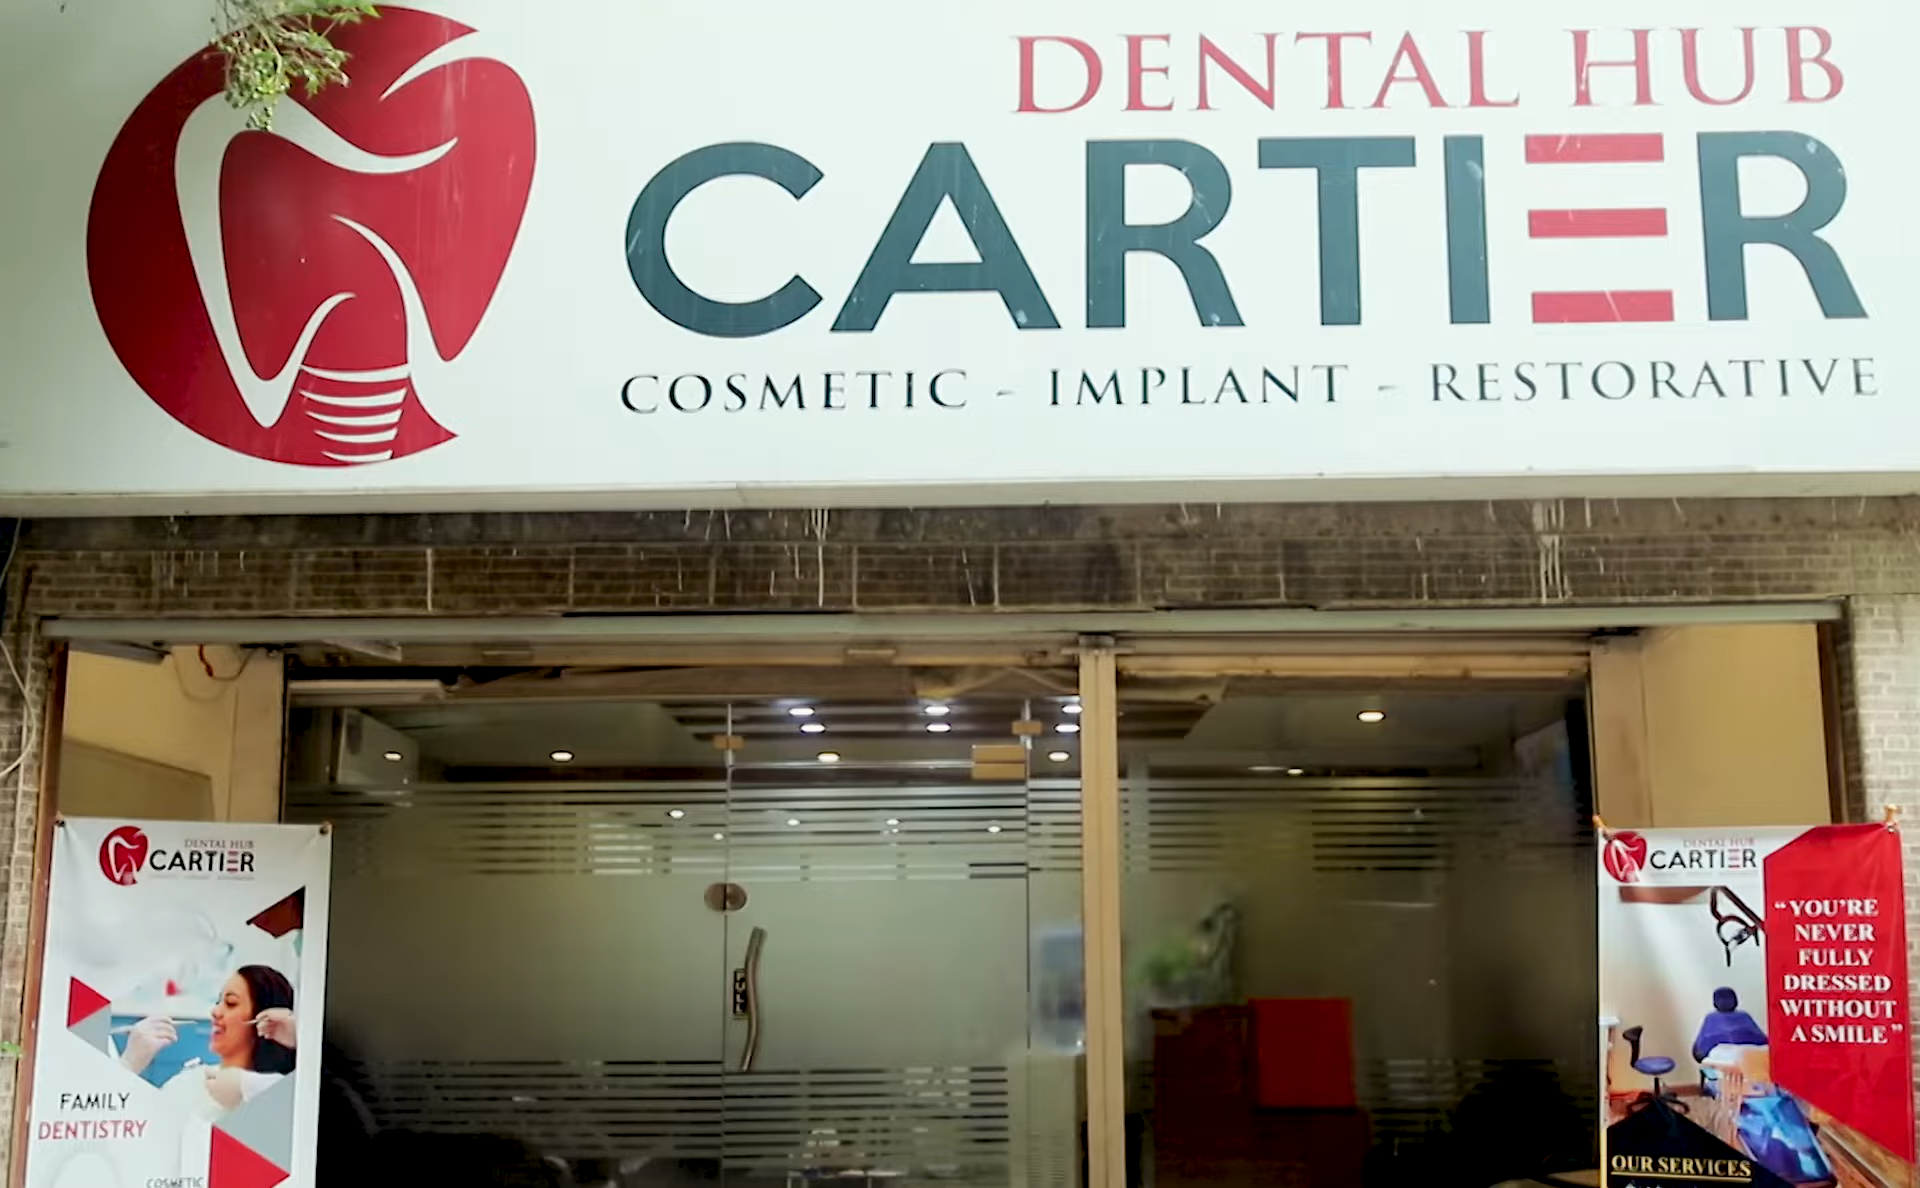 DENTAL HUB
CARTIER
COSMETIC - IMPLANT - RESTORATIVE
DENTAL HUB
CARTIER
FAMILY
DENTISTRY
COSMETIC
PULL
DENTAL HUB
CARTIER
“YOU'RE
NEVER
FULLY
DRESSED
WITHOUT
A SMILE”
OUR SERVICES